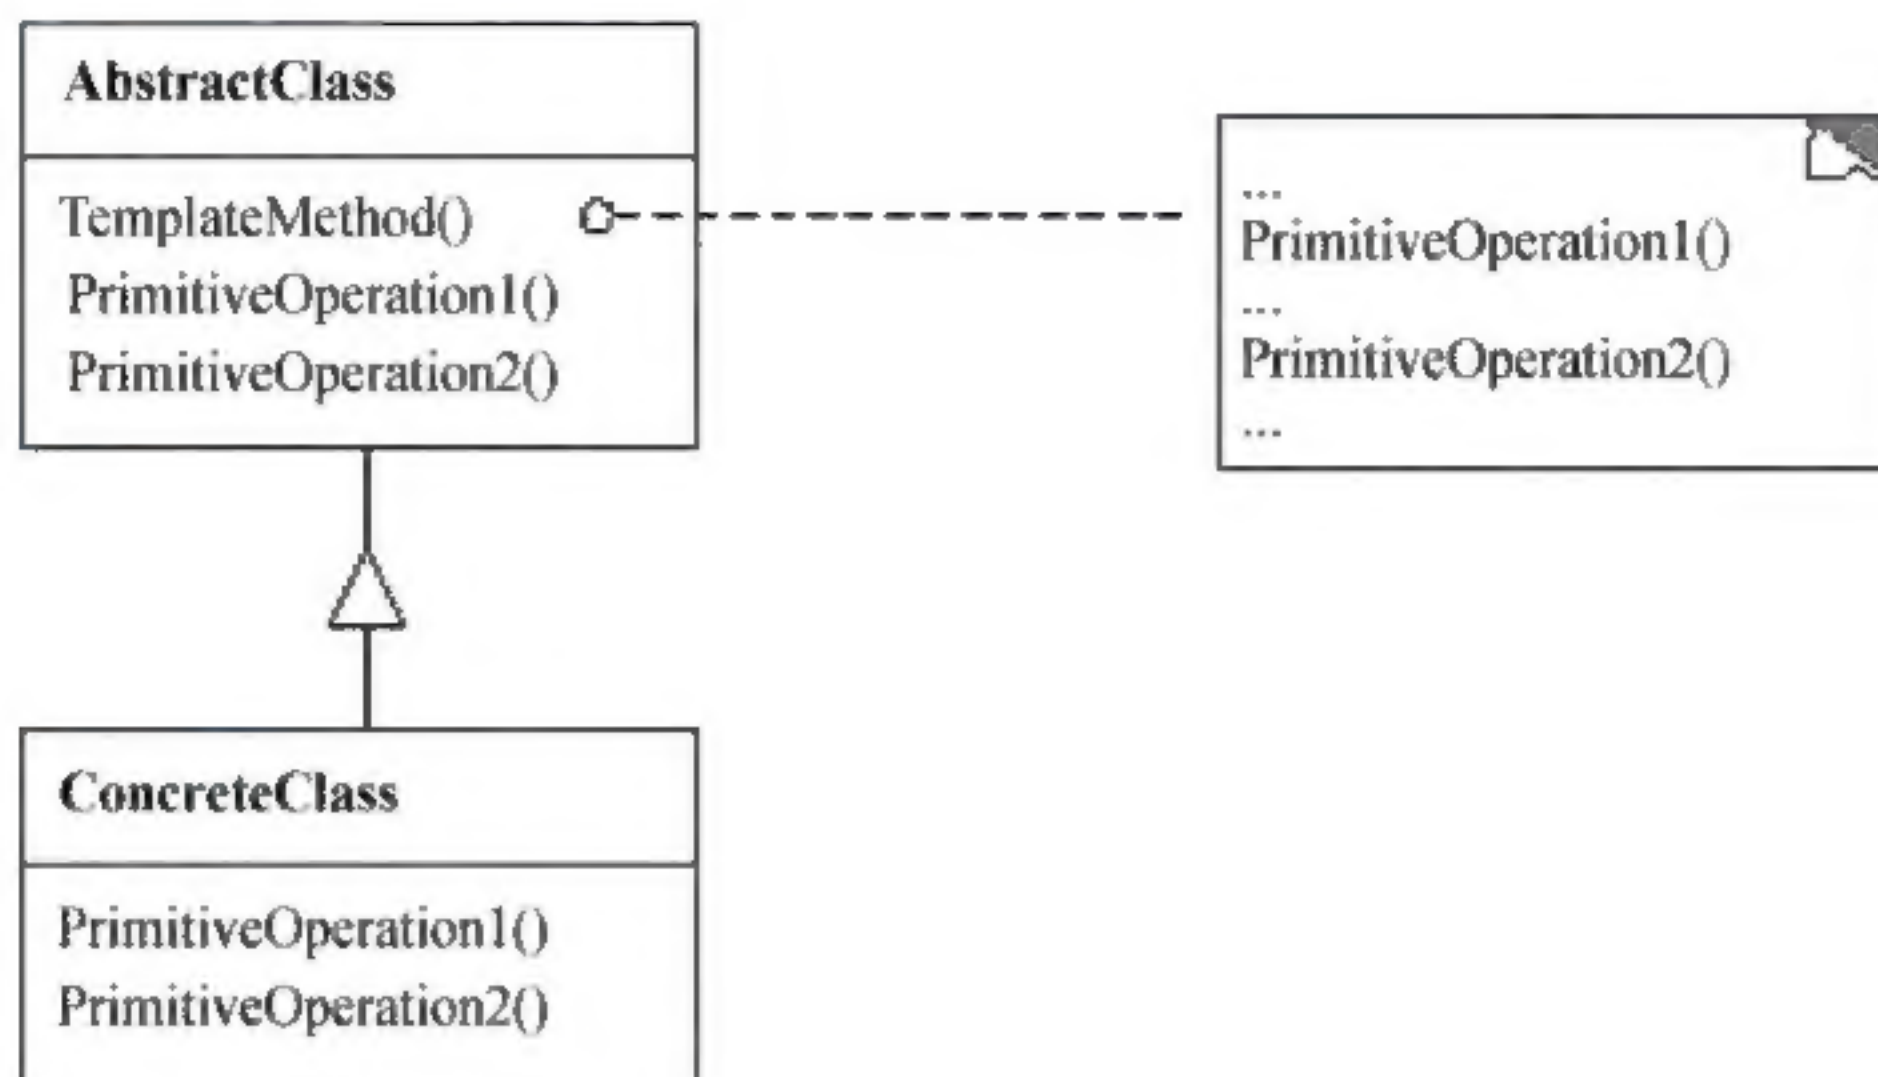 AbstractClass
TemplateMethod()
PrimitiveOperation1()
PrimitiveOperation2()
...
PrimitiveOperation1()
...
PrimitiveOperation2()
...
ConcreteClass
PrimitiveOperation1()
PrimitiveOperation2()